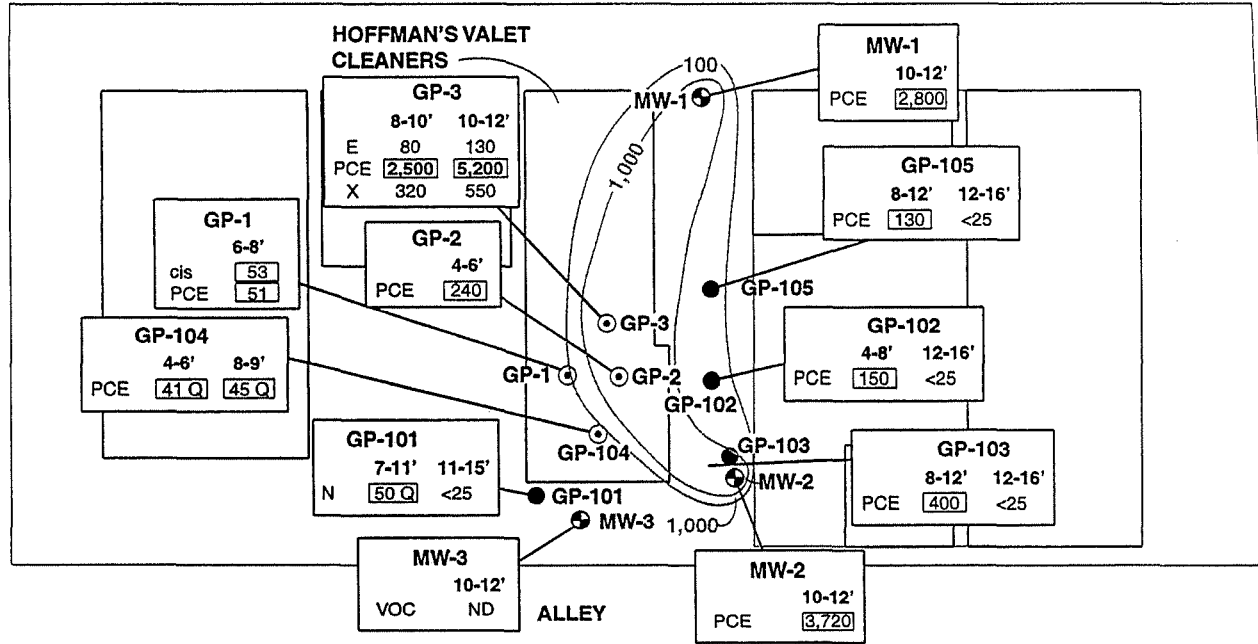 HOFFMAN'S VALET
CLEANERS
GP-3
8-10' 10-12'
E 80 130
PCE 2,500 5,200
X 320 550
100
MW-1
1,000
MW-1
10-12'
PCE 2,800
GP-105
8-12' 12-16'
PCE 130 <25
GP-1
6-8'
cis 53
PCE 51
GP-2
4-6'
PCE 240
GP-105
GP-3
GP-104
4-6' 8-9'
PCE 41 Q 45 Q
GP-1
GP-2
GP-102
GP-102
4-8' 12-16'
PCE 150 <25
GP-101
7-11' 11-15'
N 50 Q <25
GP-104
GP-103
GP-103
8-12' 12-16'
PCE 400 <25
GP-101
MW-2
MW-3
1,000
MW-3
10-12'
VOC ND
ALLEY
MW-2
10-12'
PCE 3,720